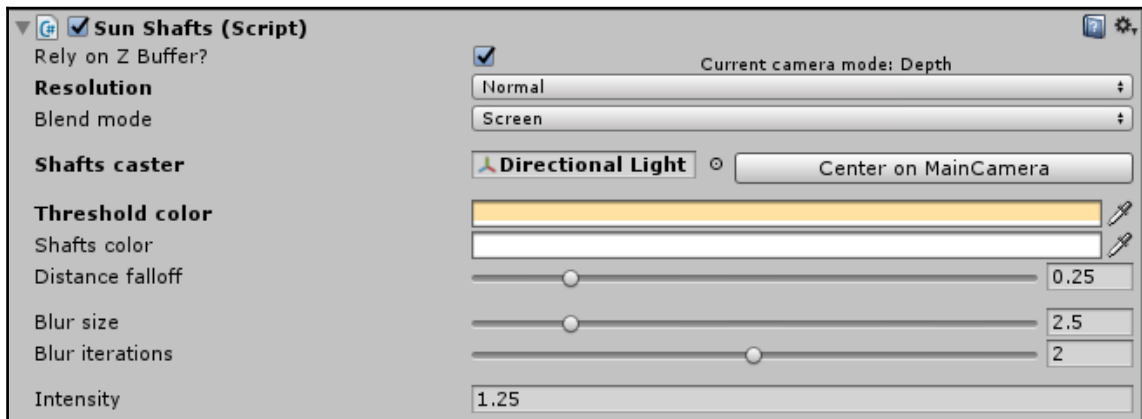 Sun Shafts (Script)
Rely on Z Buffer? Current camera mode: Depth
Resolution Normal
Blend mode Screen
Shafts caster Directional Light Center on MainCamera
Threshold color
Shafts color
Distance falloff 0.25
Blur size 2.5
Blur iterations 2
Intensity 1.25